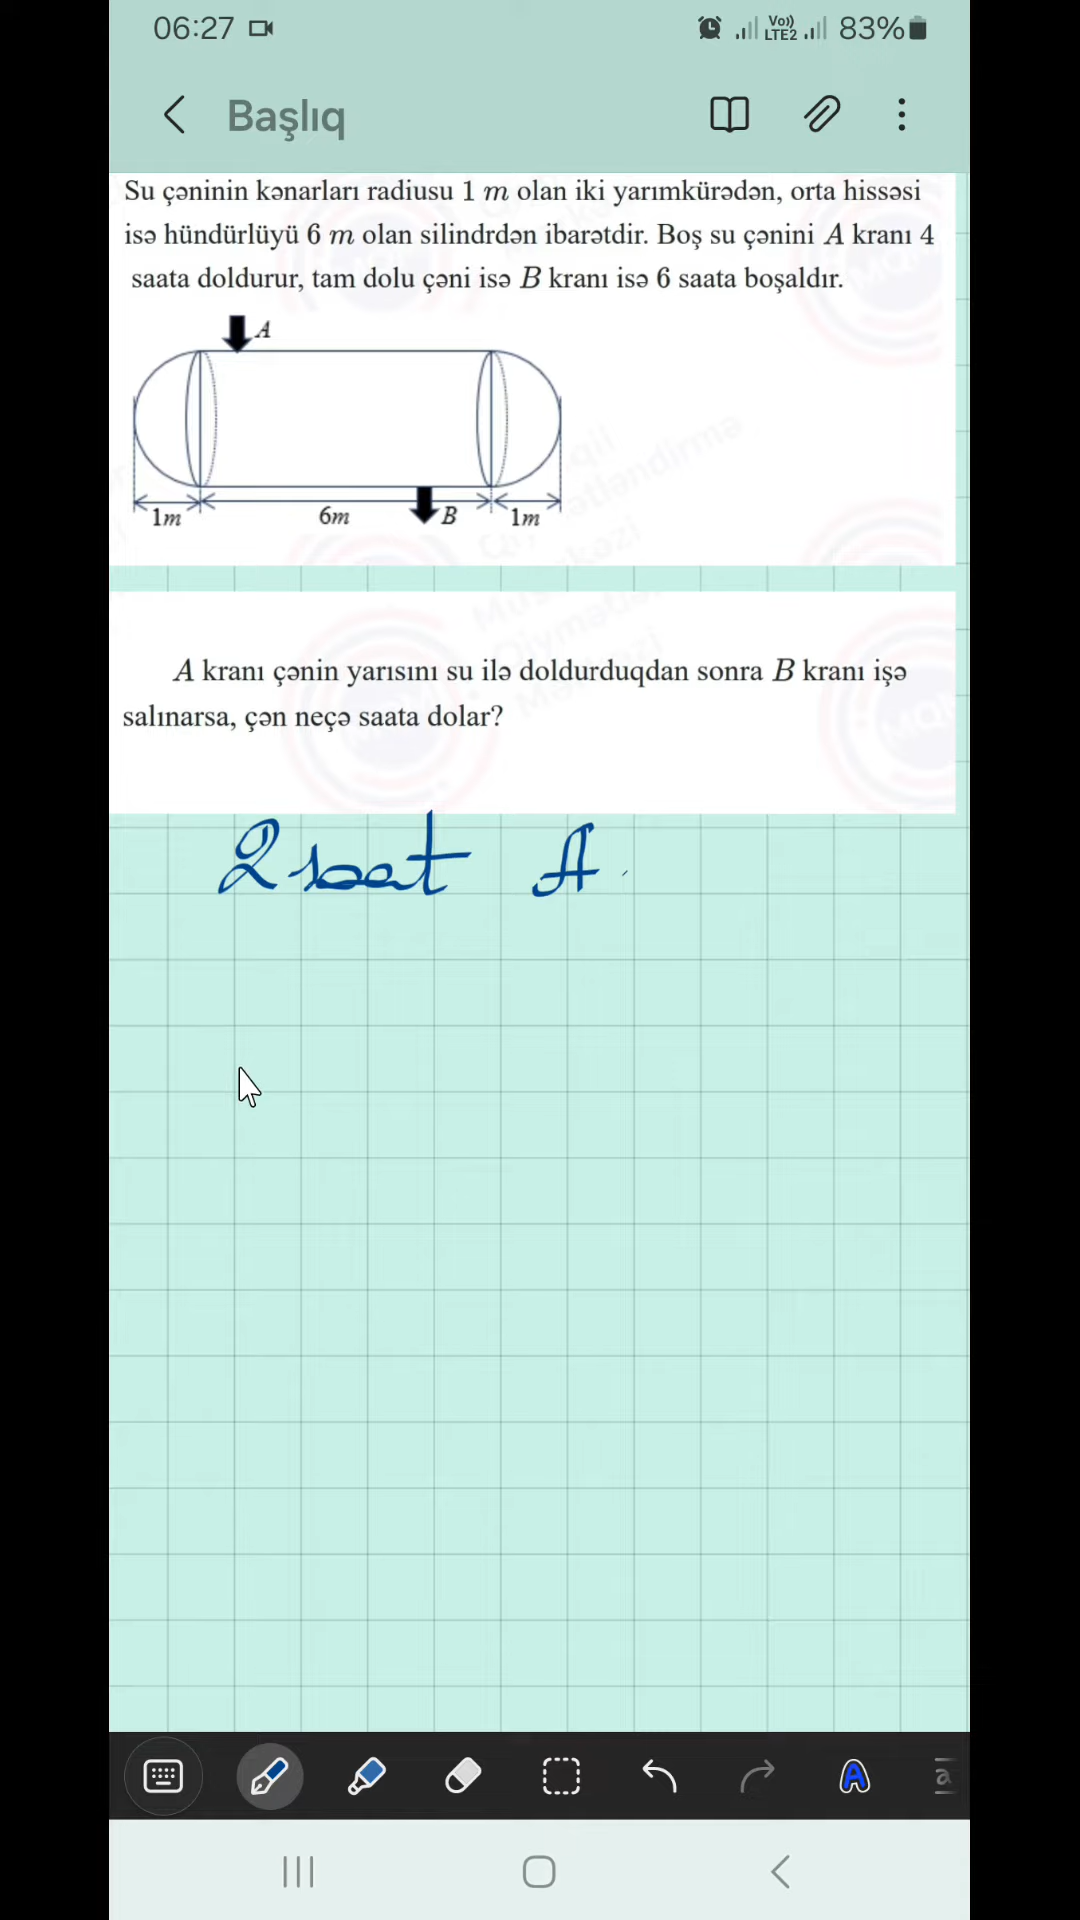 06:27 Vo)) LTE2 83%
Başlıq
Su çəninin kənarları radiusu 1 m olan iki yarımkürədən, orta hissəsi
isə hündürlüyü 6 m olan silindrdən ibarətdir. Boş su çənini A kranı 4
saata doldurur, tam dolu çəni isə B kranı isə 6 saata boşaldır.
A
1m 6m B 1m
A kranı çənin yarısını su ilə doldurduqdan sonra B kranı işə
salınarsa, çən neçə saata dolar?
2 saat A
A a